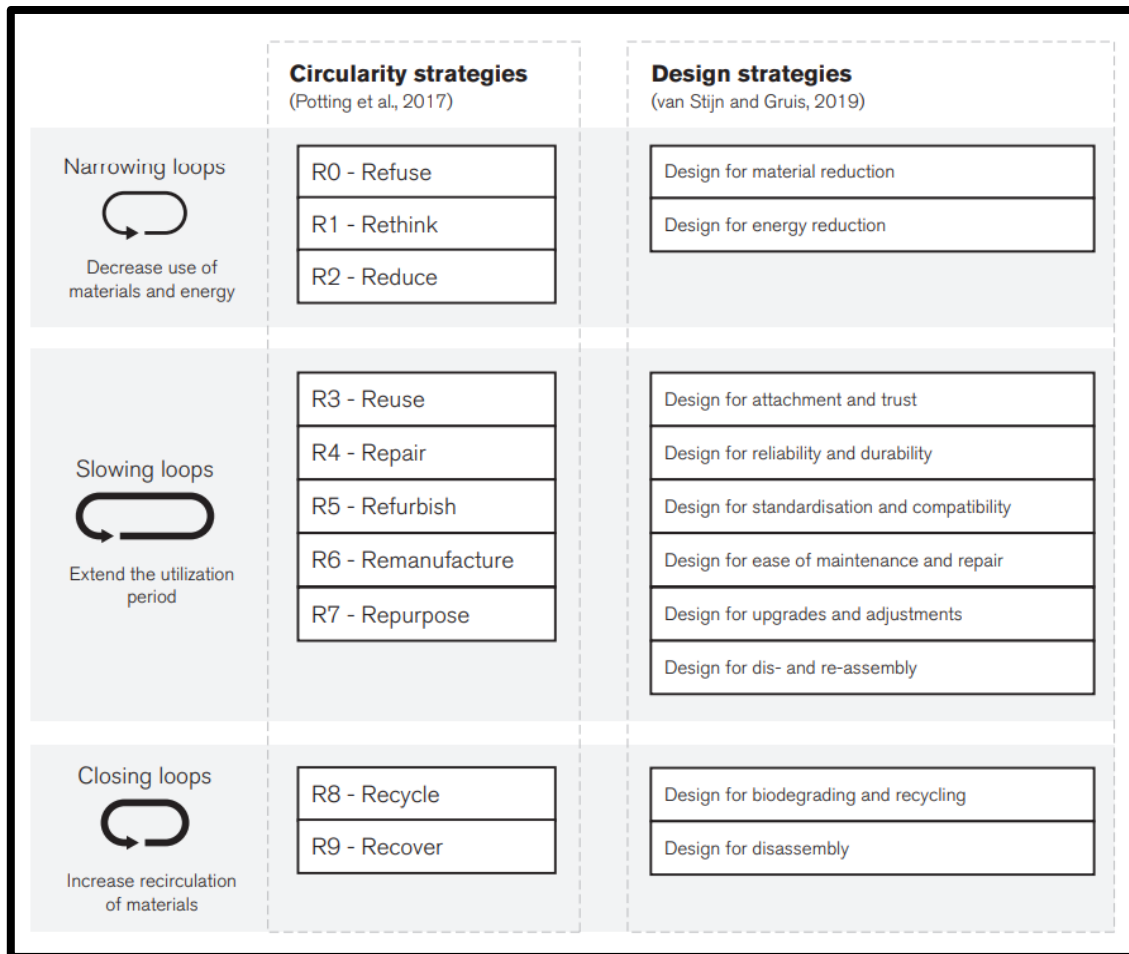 Circularity strategies
(Potting et al., 2017)
Design strategies
(van Stijn and Gruis, 2019)
Narrowing loops
Decrease use of
materials and energy
R0 - Refuse
R1 - Rethink
R2 - Reduce
Design for material reduction
Design for energy reduction
Slowing loops
Extend the utilization
period
R3 - Reuse
R4 - Repair
R5 - Refurbish
R6 - Remanufacture
R7 - Repurpose
Design for attachment and trust
Design for reliability and durability
Design for standardisation and compatibility
Design for ease of maintenance and repair
Design for upgrades and adjustments
Design for dis- and re-assembly
Closing loops
Increase recirculation
of materials
R8 - Recycle
R9 - Recover
Design for biodegrading and recycling
Design for disassembly